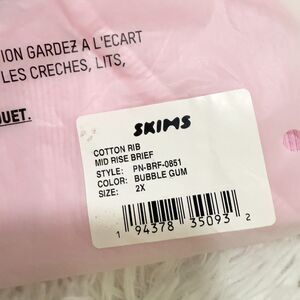 ION GARDEZ A L'ECART
LES CRECHES, LITS,
UET.
SKIMS
COTTON RIB
MID RISE BRIEF
STYLE: PN-BRF-0851
COLOR: BUBBLE GUM
SIZE: 2X
1 94378 35093 2